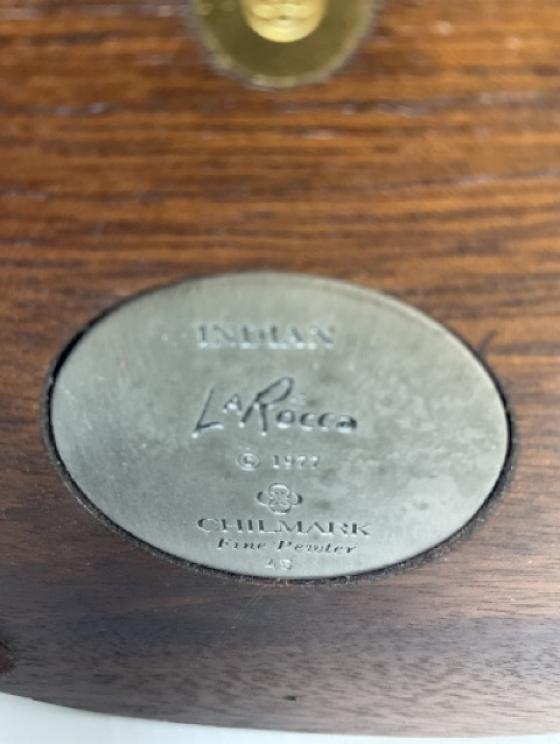 INDIAN
LaRocca
© 1977
CHILMARK
Fine Pewter